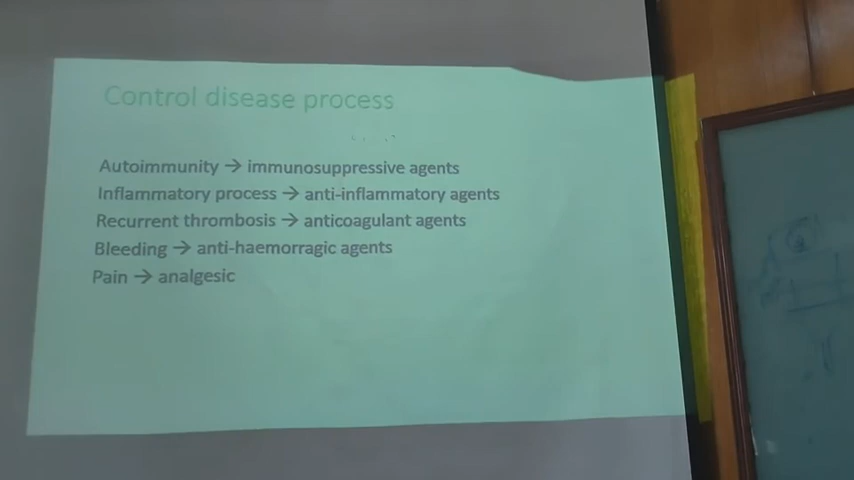 Control disease process
Autoimmunity → immunosuppressive agents
Inflammatory process → anti-inflammatory agents
Recurrent thrombosis → anticoagulant agents
Bleeding → anti-haemorragic agents
Pain → analgesic